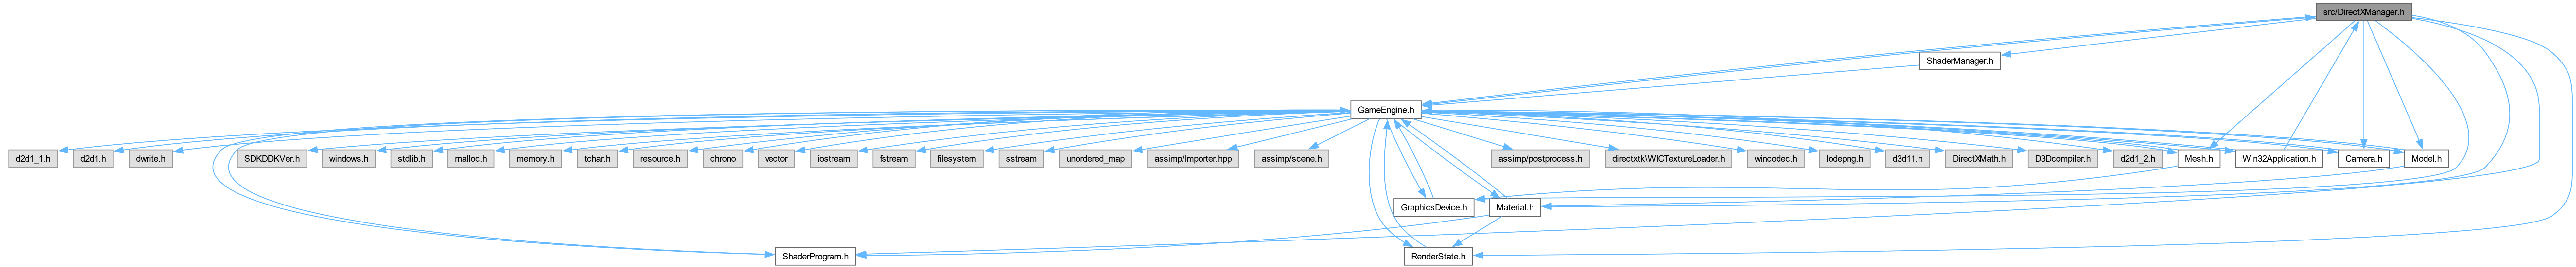 src/DirectXManager.h
ShaderManager.h
GameEngine.h
d2d1_1.h
d2d1.h
dwrite.h
SDKDDKVer.h
windows.h
stdlib.h
malloc.h
memory.h
tchar.h
resource.h
chrono
vector
iostream
fstream
filesystem
sstream
unordered_map
assimp/Importer.hpp
assimp/scene.h
assimp/postprocess.h
directxtk\WICTextureLoader.h
wincodec.h
lodepng.h
d3d11.h
DirectXMath.h
D3Dcompiler.h
d2d1_2.h
Mesh.h
Win32Application.h
Camera.h
Model.h
GraphicsDevice.h
Material.h
ShaderProgram.h
RenderState.h